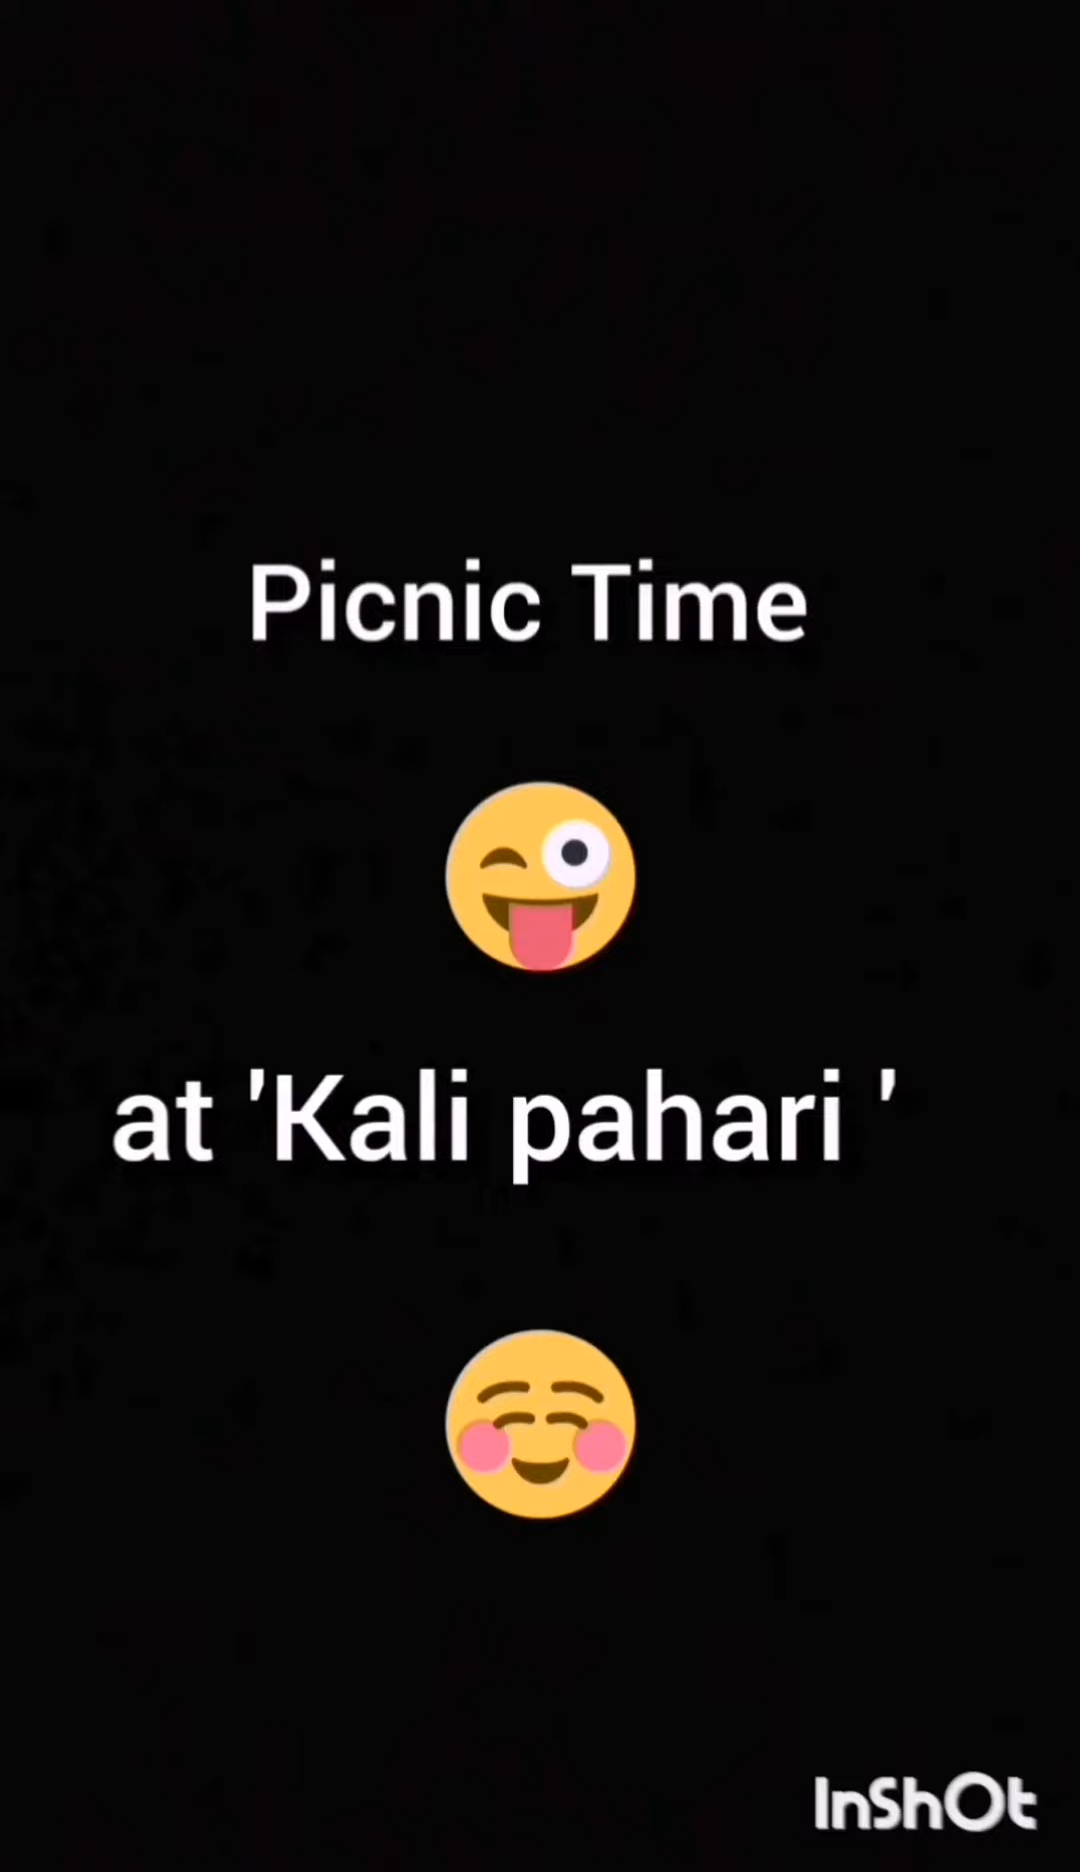 Picnic Time
😜
at 'Kali pahari '
☺️
InShOt